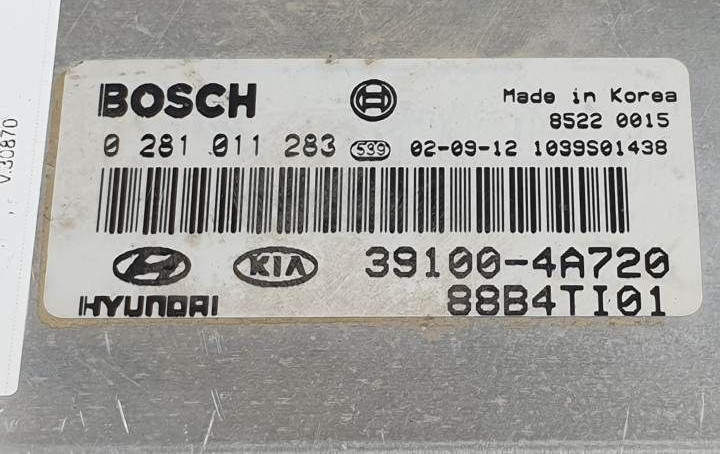 BOSCH
Made in Korea
8522 0015
0 281 011 283 539 02-09-12 1039S01438
KIA 39100-4A720
HYUNDAI 88B4TI01
V.30870